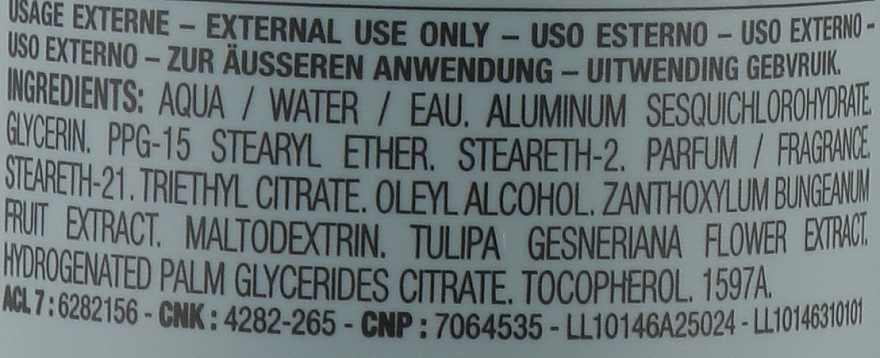 USAGE EXTERNE – EXTERNAL USE ONLY – USO ESTERNO – USO EXTERNO –
USO EXTERNO – ZUR ÄUSSEREN ANWENDUNG – UITWENDING GEBVRUIK.
INGREDIENTS: AQUA / WATER / EAU. ALUMINUM SESQUICHLOROHYDRATE.
GLYCERIN. PPG-15 STEARYL ETHER. STEARETH-2. PARFUM / FRAGRANCE.
STEARETH-21. TRIETHYL CITRATE. OLEYL ALCOHOL. ZANTHOXYLUM BUNGEANUM
FRUIT EXTRACT. MALTODEXTRIN. TULIPA GESNERIANA FLOWER EXTRACT.
HYDROGENATED PALM GLYCERIDES CITRATE. TOCOPHEROL. 1597A.
ACL 7 : 6282156 - CNK : 4282-265 - CNP : 7064535 - LL10146A25024 - LL10146310101